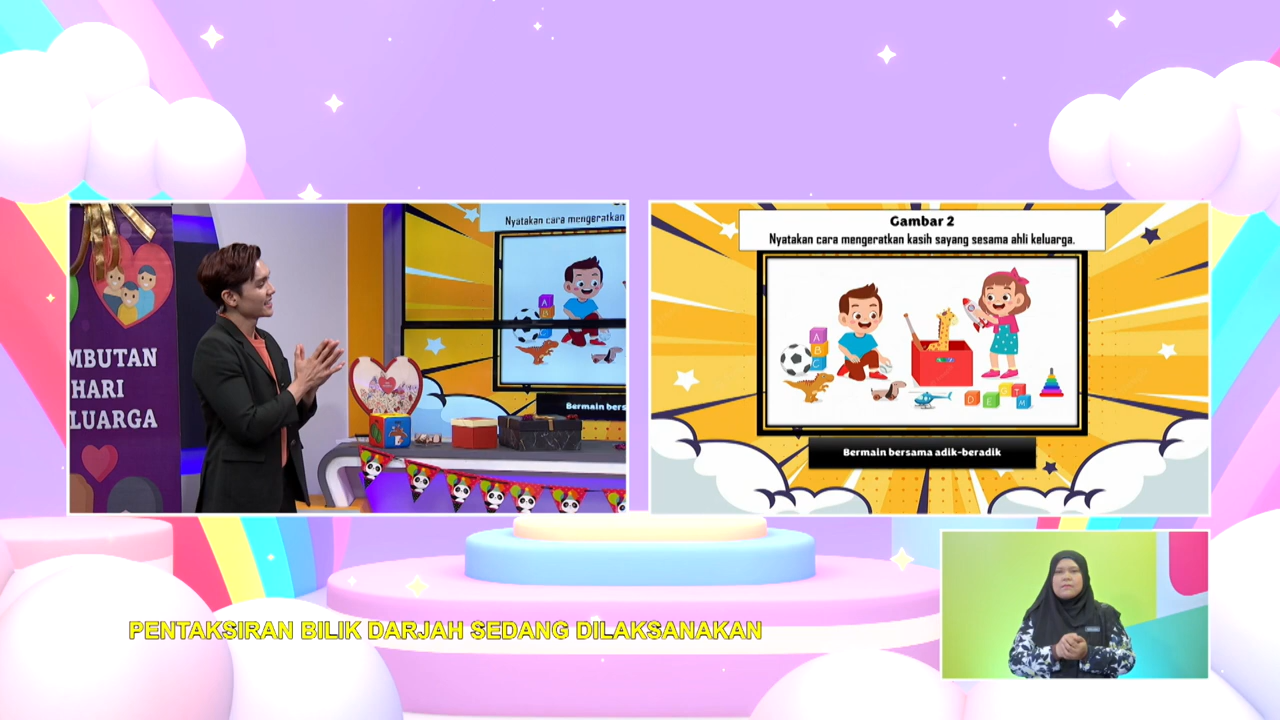 MBUTAN
HARI
LUARGA
Nyatakan cara mengeratkan
A
B
Bermain bers
Gambar 2
Nyatakan cara mengeratkan kasih sayang sesama ahli keluarga.
A
B
C
D
E
T
M
Bermain bersama adik-beradik
PENTAKSIRAN BILIK DARJAH SEDANG DILAKSANAKAN